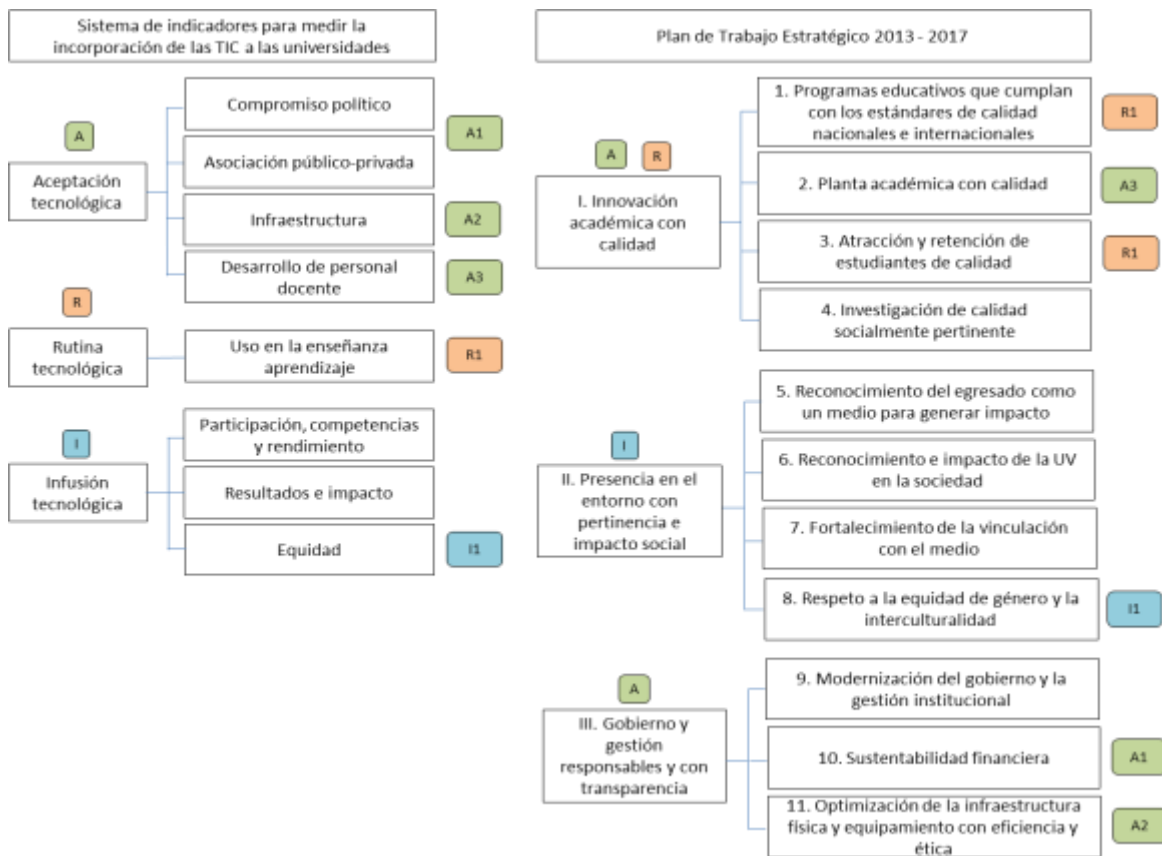 Sistema de indicadores para medir la
incorporación de las TIC a las universidades
A
Aceptación
tecnológica
Compromiso político
Asociación público-privada
A1
Infraestructura
A2
Desarrollo de personal
docente
A3
R
Rutina
tecnológica
Uso en la enseñanza
aprendizaje
R1
I
Infusión
tecnológica
Participación, competencias
y rendimiento
Resultados e impacto
Equidad
I1
Plan de Trabajo Estratégico 2013 - 2017
A
R
I. Innovación
académica con
calidad
1. Programas educativos que cumplan
con los estándares de calidad
nacionales e internacionales
R1
2. Planta académica con calidad
A3
3. Atracción y retención de
estudiantes de calidad
R1
4. Investigación de calidad
socialmente pertinente
I
II. Presencia en el
entorno con
pertinencia e
impacto social
5. Reconocimiento del egresado como
un medio para generar impacto
6. Reconocimiento e impacto de la UV
en la sociedad
7. Fortalecimiento de la vinculación
con el medio
8. Respeto a la equidad de género y la
interculturalidad
I1
A
III. Gobierno y
gestión
responsables y con
transparencia
9. Modernización del gobierno y la
gestión institucional
10. Sustentabilidad financiera
A1
11. Optimización de la infraestructura
física y equipamiento con eficiencia y
ética
A2